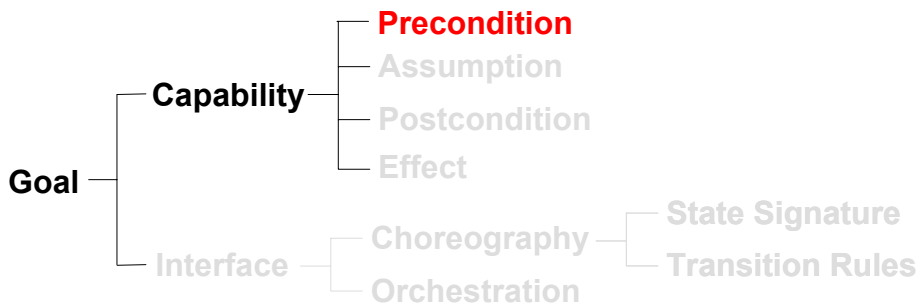 Precondition
Assumption
Capability
Postcondition
Effect
Goal
State Signature
Choreography
Interface
Transition Rules
Orchestration